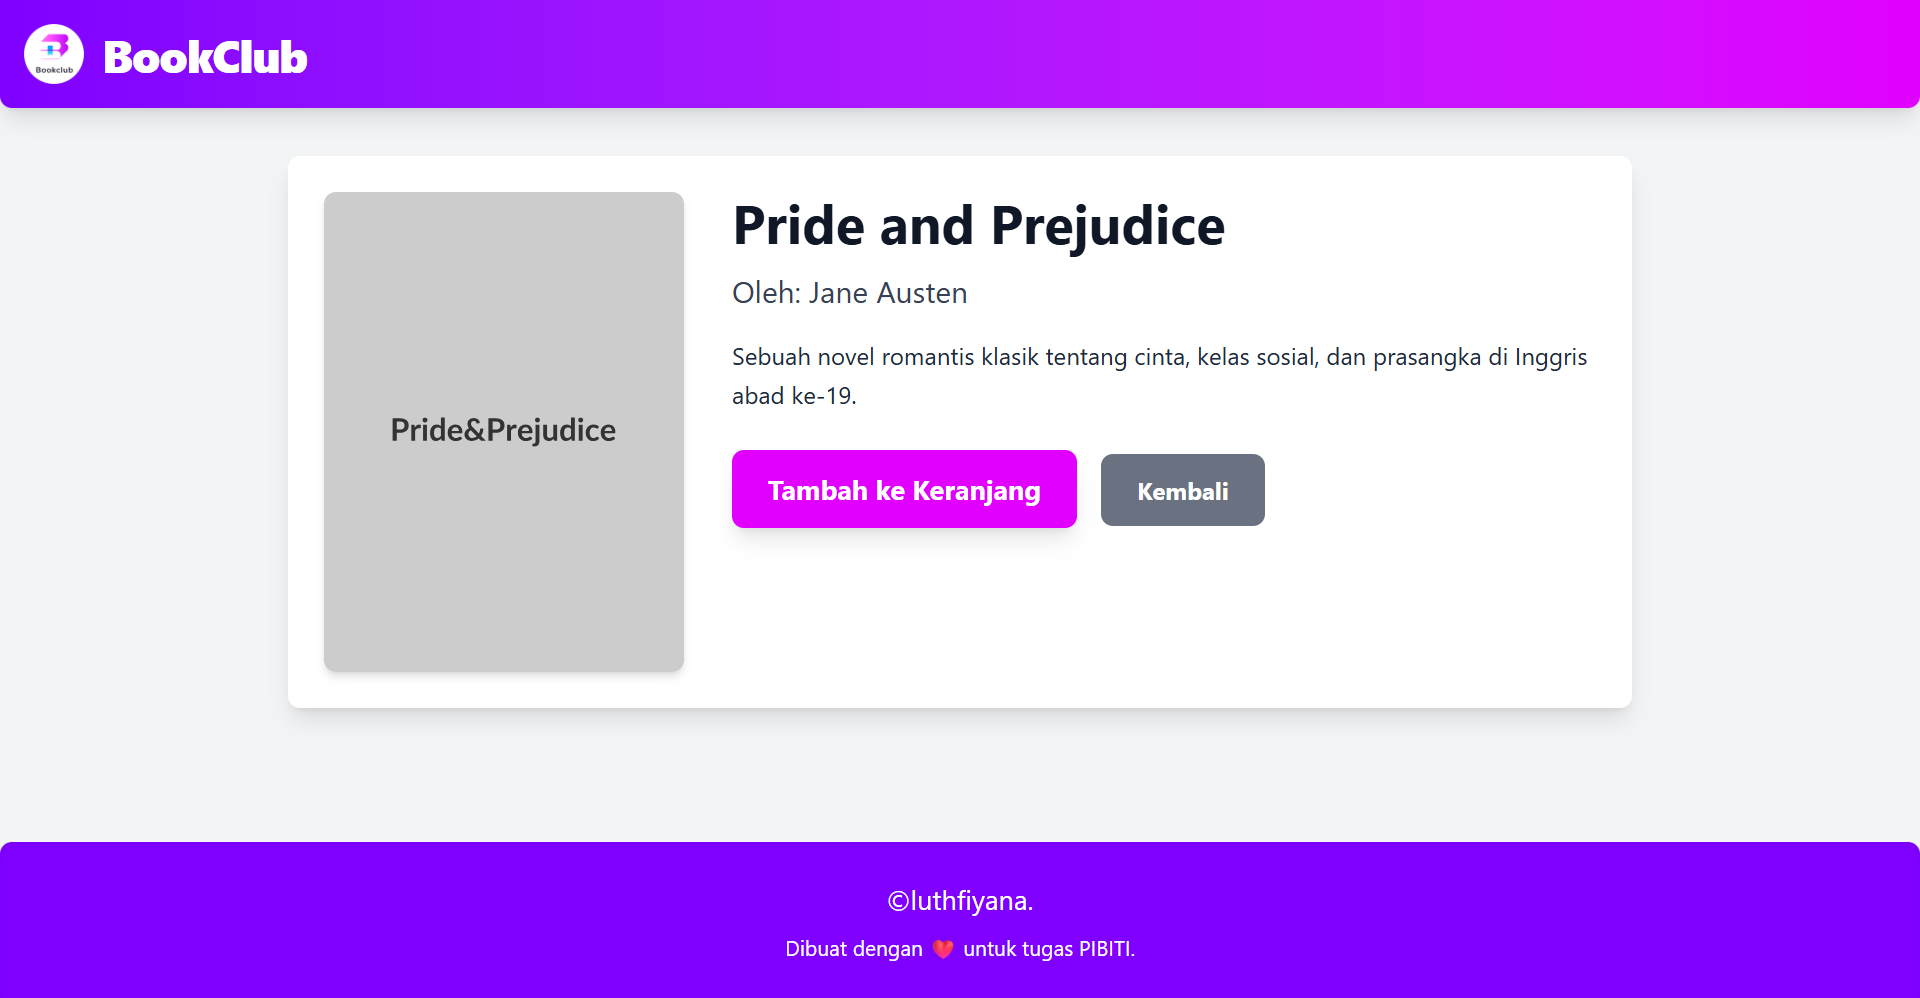 Bookclub
BookClub
Pride&Prejudice
Pride and Prejudice
Oleh: Jane Austen
Sebuah novel romantis klasik tentang cinta, kelas sosial, dan prasangka di Inggris
abad ke-19.
Tambah ke Keranjang
Kembali
©luthfiyana.
Dibuat dengan ❤️ untuk tugas PIBITI.